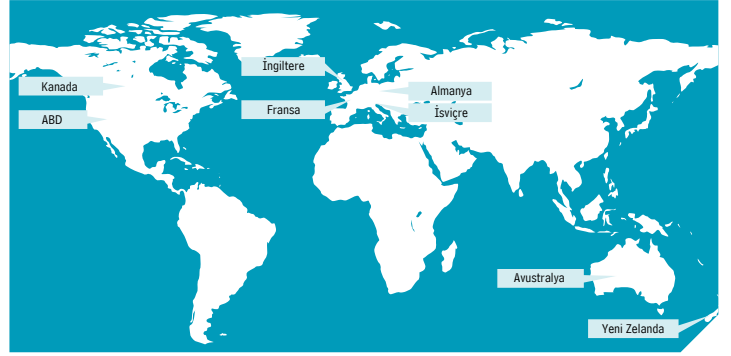 İngiltere
Kanada
Almanya
Fransa
İsviçre
ABD
Avustralya
Yeni Zelanda